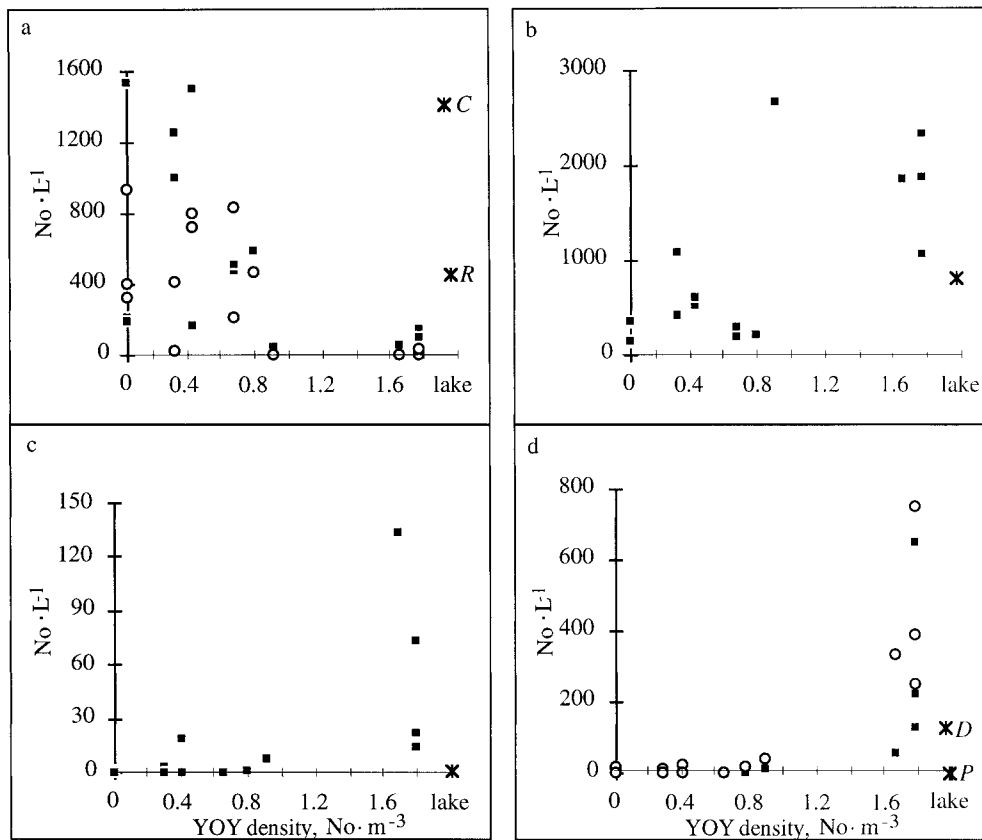 a
1600
1200
800
400
0
No · L-1
C
R
0 0.4 0.8 1.2 1.6 lake
b
3000
2000
1000
0
No · L-1
0 0.4 0.8 1.2 1.6 lake
c
150
120
90
60
30
0
No · L-1
0 0.4 0.8 1.2 1.6 lake
YOY density, No · m-3
d
800
600
400
200
0
No · L-1
D
P
0 0.4 0.8 1.2 1.6 lake
YOY density, No · m-3